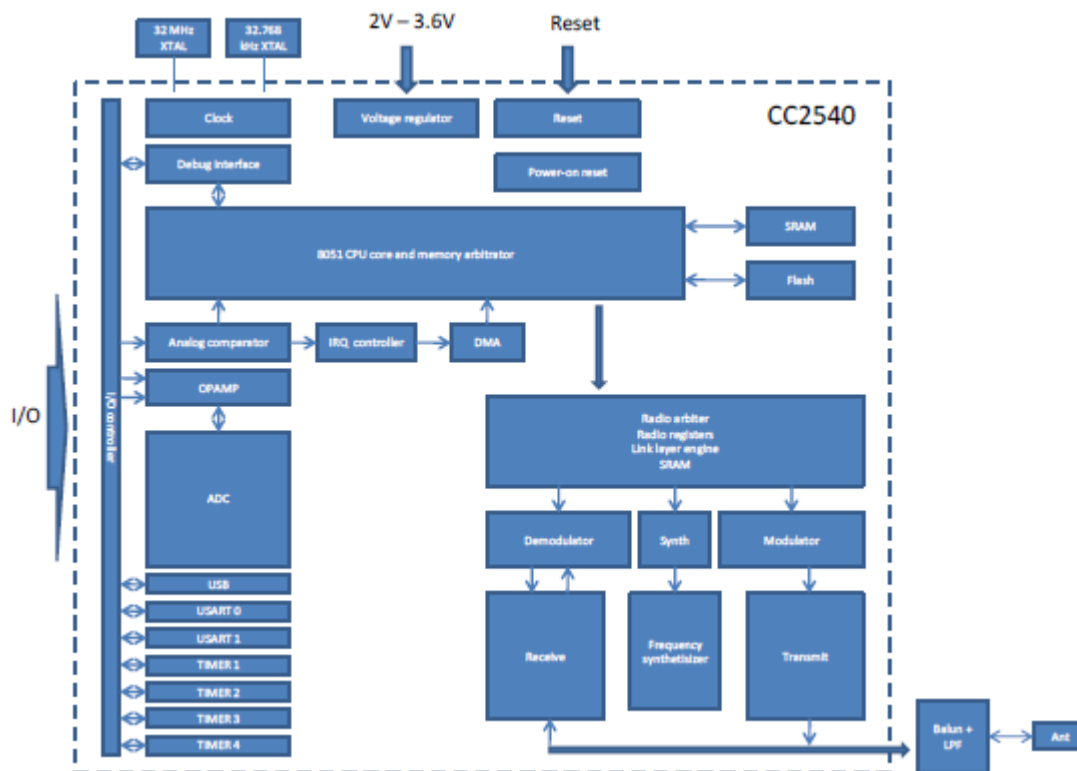 32 MHz
XTAL
32.768
kHz XTAL
2V – 3.6V
Reset
CC2540
Clock
Voltage regulator
Reset
Debug Interface
Power-on reset
8051 CPU core and memory arbitrator
SRAM
Flash
Analog comparator
IRQ controller
DMA
OPAMP
I/O
I/O controller
ADC
Radio arbiter
Radio registers
Link layer engine
SRAM
Demodulator
Synth
Modulator
USB
USART 0
USART 1
TIMER 1
TIMER 2
TIMER 3
TIMER 4
Receive
Frequency
synthetisizer
Transmit
Balun +
LPF
Ant